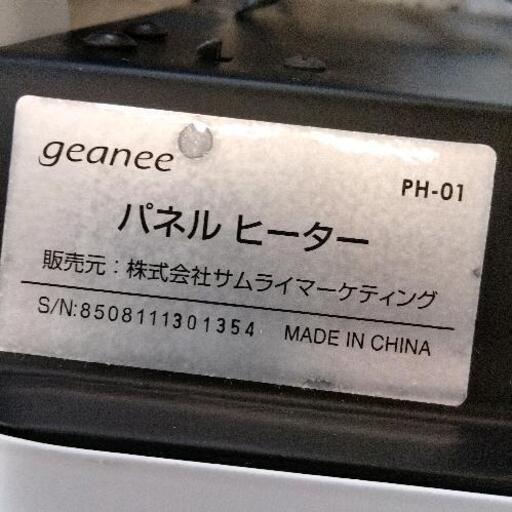 geanee
PH-01
パネル ヒーター
販売元：株式会社サムライマーケティング
S/N:8508111301354 MADE IN CHINA